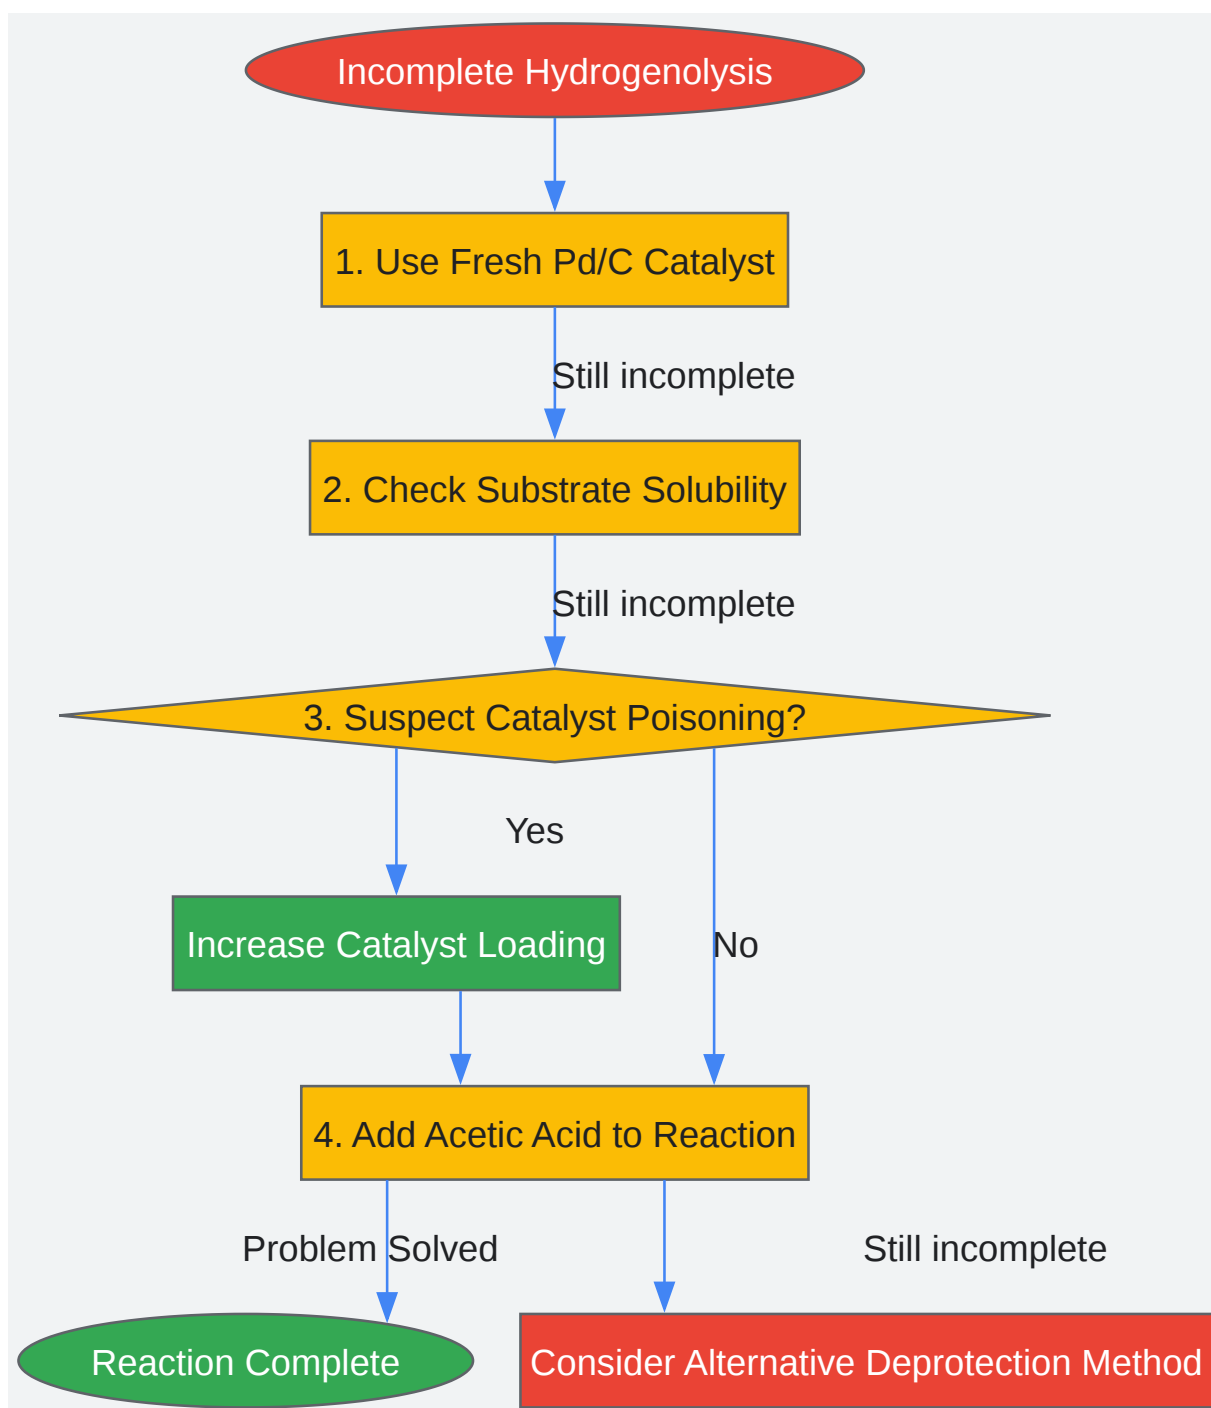 Incomplete Hydrogenolysis
1. Use Fresh Pd/C Catalyst
Still incomplete
2. Check Substrate Solubility
Still incomplete
3. Suspect Catalyst Poisoning?
Yes
Increase Catalyst Loading
No
4. Add Acetic Acid to Reaction
Problem Solved
Still incomplete
Reaction Complete
Consider Alternative Deprotection Method